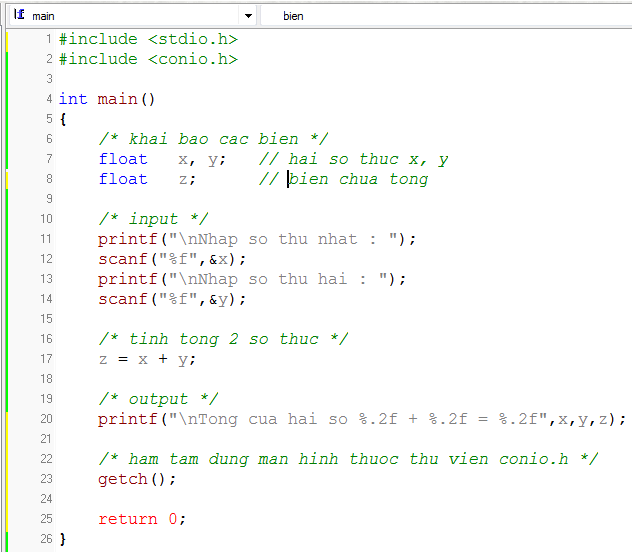 main bien
1 #include <stdio.h>
2 #include <conio.h>
3
4 int main()
5 {
6     /* khai bao cac bien */
7     float   x, y;   // hai so thuc x, y
8     float   z;      // bien chua tong
9
10     /* input */
11     printf("\nNhap so thu nhat : ");
12     scanf("%f",&x);
13     printf("\nNhap so thu hai : ");
14     scanf("%f",&y);
15
16     /* tinh tong 2 so thuc */
17     z = x + y;
18
19     /* output */
20     printf("\nTong cua hai so %.2f + %.2f = %.2f",x,y,z);
21
22     /* ham tam dung man hinh thuoc thu vien conio.h */
23     getch();
24
25     return 0;
26 }